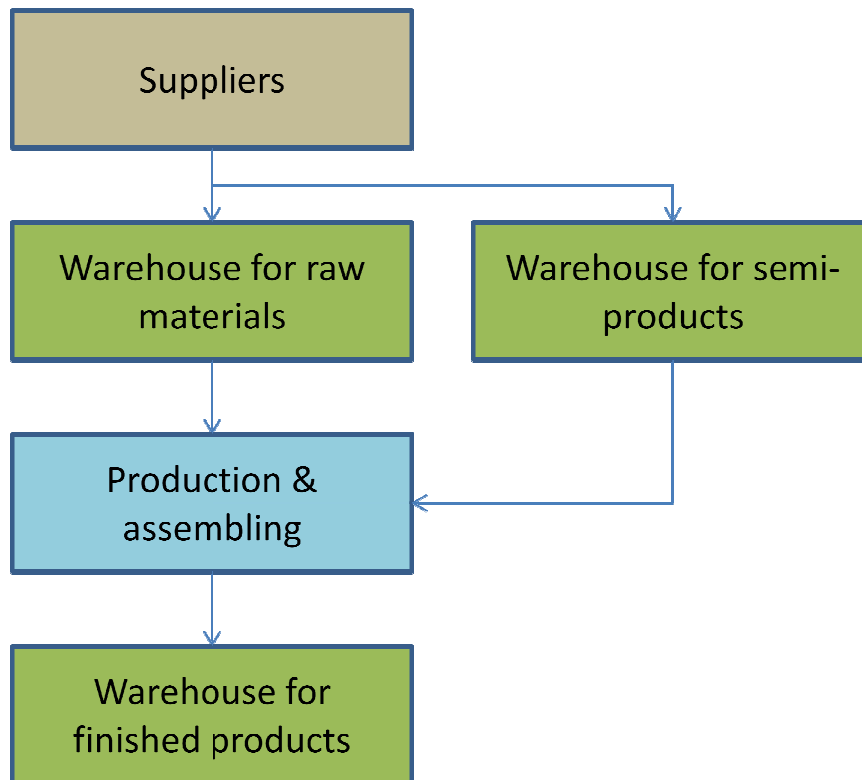 Suppliers
Warehouse for raw
materials
Warehouse for semi-
products
Production &
assembling
Warehouse for
finished products